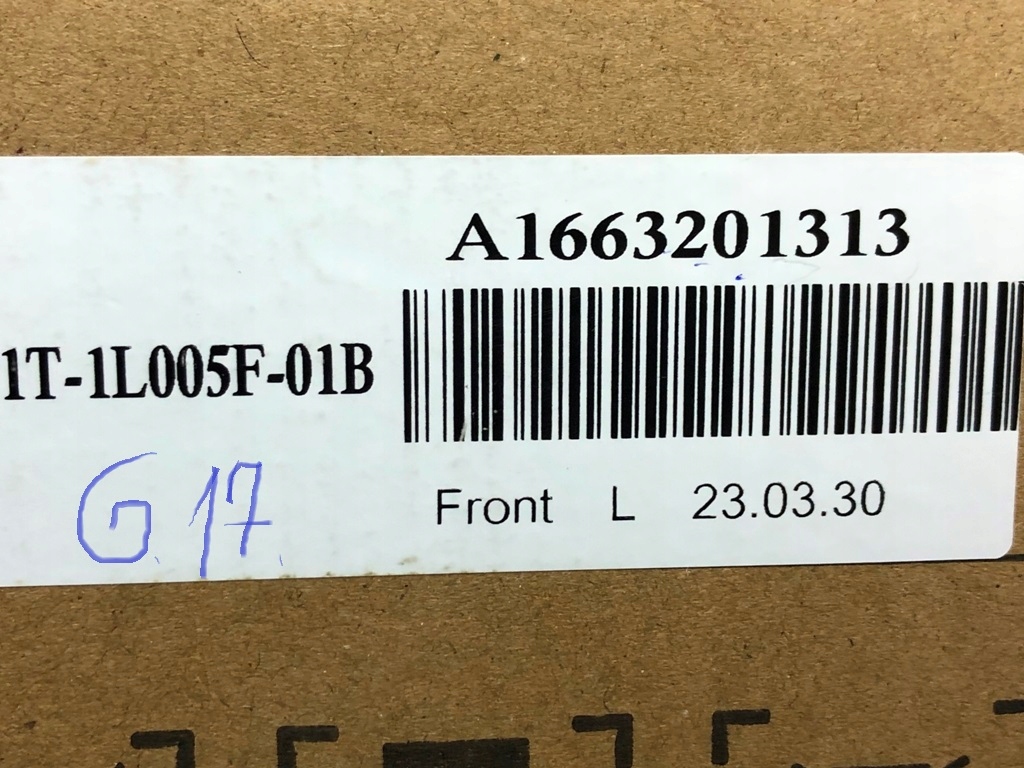 A1663201313
1T-1L005F-01B
Front L 23.03.30
G.17.